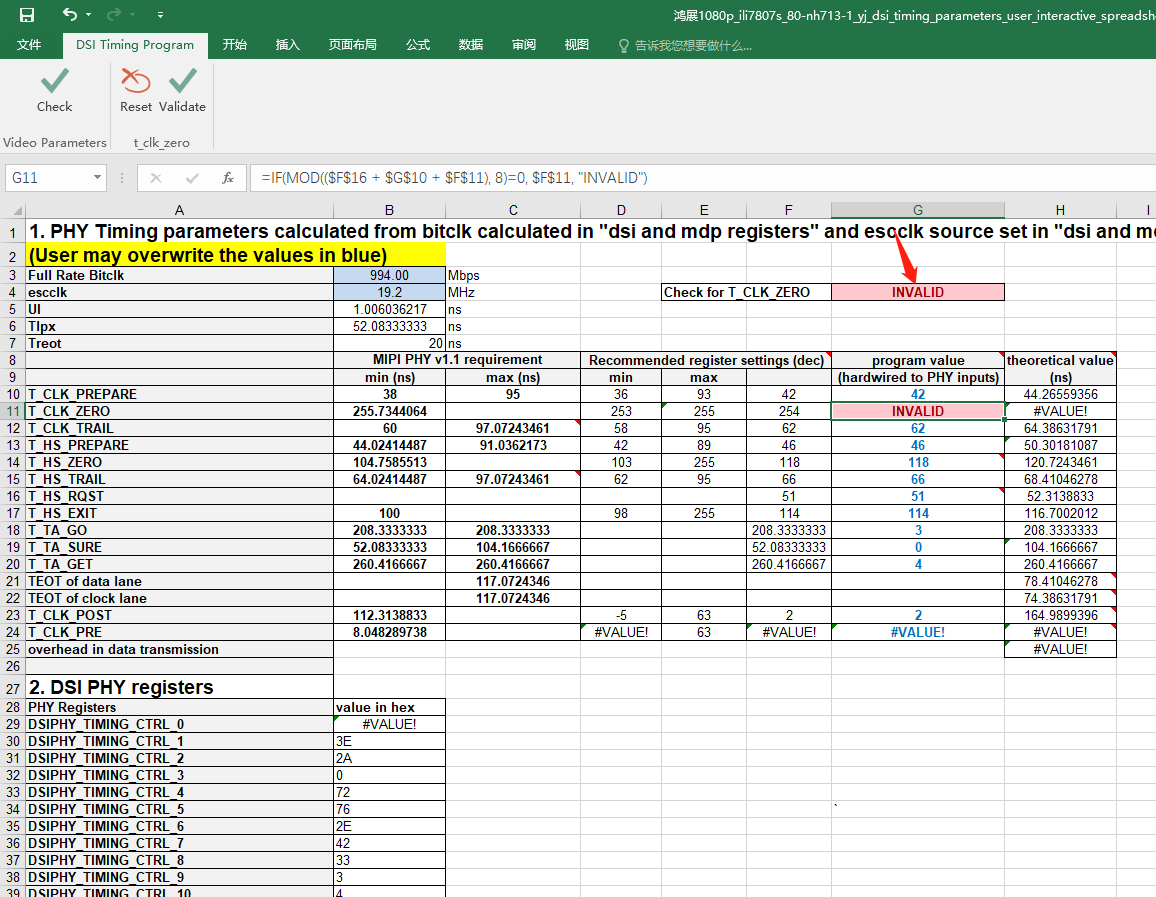 鸿展1080p_ili7807s_80-nh713-1_yj_dsi_timing_parameters_user_interactive_spreadsh
文件 DSI Timing Program 开始 插入 页面布局 公式 数据 审阅 视图 告诉我您想要做什么...
Check Reset Validate
Video Parameters t_clk_zero
G11 fx =IF(MOD(($F$16 + $G$10 + $F$11), 8)=0, $F$11, "INVALID")
A B C D E F G H I
1 1. PHY Timing parameters calculated from bitclk calculated in "dsi and mdp registers" and escclk source set in "dsi and m
2 (User may overwrite the values in blue)
3 Full Rate Bitclk 994.00 Mbps
4 escclk 19.2 MHz Check for T_CLK_ZERO INVALID
5 UI 1.006036217 ns
6 Tlpx 52.08333333 ns
7 Treot 20 ns
8 MIPI PHY v1.1 requirement Recommended register settings (dec) program value theoretical value
9 min (ns) max (ns) min max (hardwired to PHY inputs) (ns)
10 T_CLK_PREPARE 38 95 36 93 42 42 44.26559356
11 T_CLK_ZERO 255.7344064 253 255 254 INVALID #VALUE!
12 T_CLK_TRAIL 60 97.07243461 58 95 62 62 64.38631791
13 T_HS_PREPARE 44.02414487 91.0362173 42 89 46 46 50.30181087
14 T_HS_ZERO 104.7585513 103 255 118 118 120.7243461
15 T_HS_TRAIL 64.02414487 97.07243461 62 95 66 66 68.41046278
16 T_HS_RQST 51 51 52.3138833
17 T_HS_EXIT 100 98 255 114 114 116.7002012
18 T_TA_GO 208.3333333 208.3333333 208.3333333 3 208.3333333
19 T_TA_SURE 52.08333333 104.1666667 52.08333333 0 104.1666667
20 T_TA_GET 260.4166667 260.4166667 260.4166667 4 260.4166667
21 TEOT of data lane 117.0724346 78.41046278
22 TEOT of clock lane 117.0724346 74.38631791
23 T_CLK_POST 112.3138833 -5 63 2 2 164.9899396
24 T_CLK_PRE 8.048289738 #VALUE! 63 #VALUE! #VALUE! #VALUE!
25 overhead in data transmission #VALUE!
26
27 2. DSI PHY registers
28 PHY Registers value in hex
29 DSIPHY_TIMING_CTRL_0 #VALUE!
30 DSIPHY_TIMING_CTRL_1 3E
31 DSIPHY_TIMING_CTRL_2 2A
32 DSIPHY_TIMING_CTRL_3 0
33 DSIPHY_TIMING_CTRL_4 72
34 DSIPHY_TIMING_CTRL_5 76 `
35 DSIPHY_TIMING_CTRL_6 2E
36 DSIPHY_TIMING_CTRL_7 42
37 DSIPHY_TIMING_CTRL_8 33
38 DSIPHY_TIMING_CTRL_9 3
39 DSIPHY_TIMING_CTRL_10 4